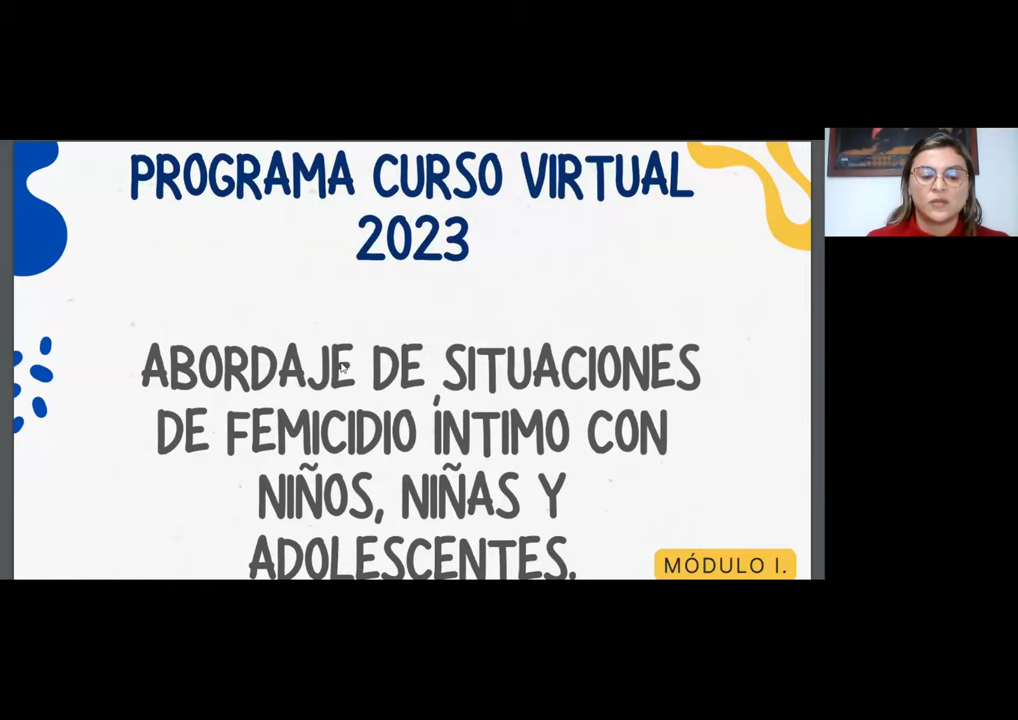 PROGRAMA CURSO VIRTUAL
2023
ABORDAJE DE SITUACIONES
DE FEMICIDIO ÍNTIMO CON
NIÑOS, NIÑAS Y
ADOLESCENTES.
MÓDULO I.